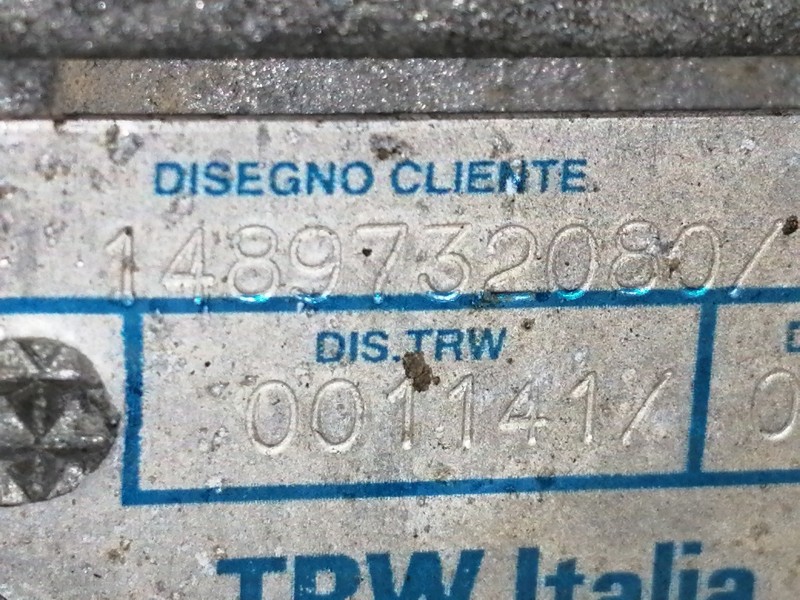 DISEGNO CLIENTE
1489732080/
DIS. TRW
001141/
TRW Italia